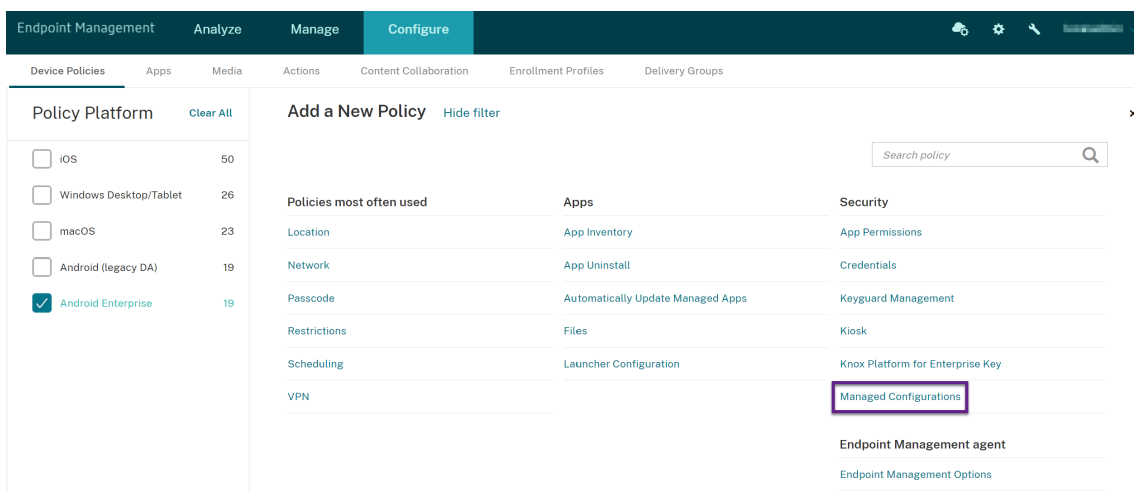 Endpoint Management Analyze Manage Configure
Device Policies Apps Media Actions Content Collaboration Enrollment Profiles Delivery Groups
Policy Platform Clear All
iOS 50
Windows Desktop/Tablet 26
macOS 23
Android (legacy DA) 19
Android Enterprise 19
Add a New Policy Hide filter
Search policy
Policies most often used
Location
Network
Passcode
Restrictions
Scheduling
VPN
Apps
App Inventory
App Uninstall
Automatically Update Managed Apps
Files
Launcher Configuration
Security
App Permissions
Credentials
Keyguard Management
Kiosk
Knox Platform for Enterprise Key
Managed Configurations
Endpoint Management agent
Endpoint Management Options